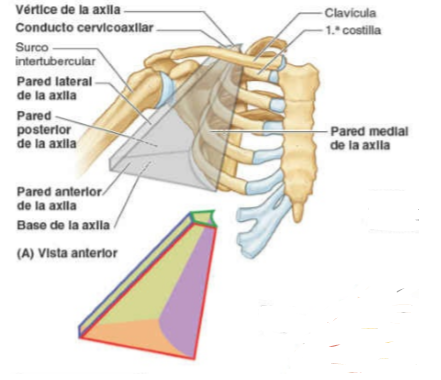 Vértice de la axila
Conducto cervicoaxilar
Surco
intertubercular
Pared lateral
de la axila
Pared
posterior
de la axila
Pared anterior
de la axila
Base de la axila
(A) Vista anterior
Clavícula
1.ª costilla
Pared medial
de la axila